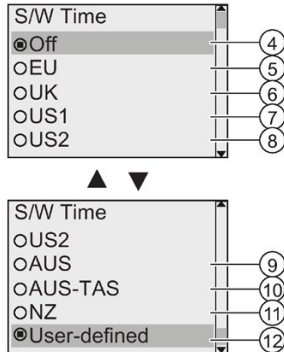 S/W Time
Off
EU
UK
US1
US2
4
5
6
7
8
S/W Time
US2
AUS
AUS-TAS
NZ
User-defined
9
10
11
12